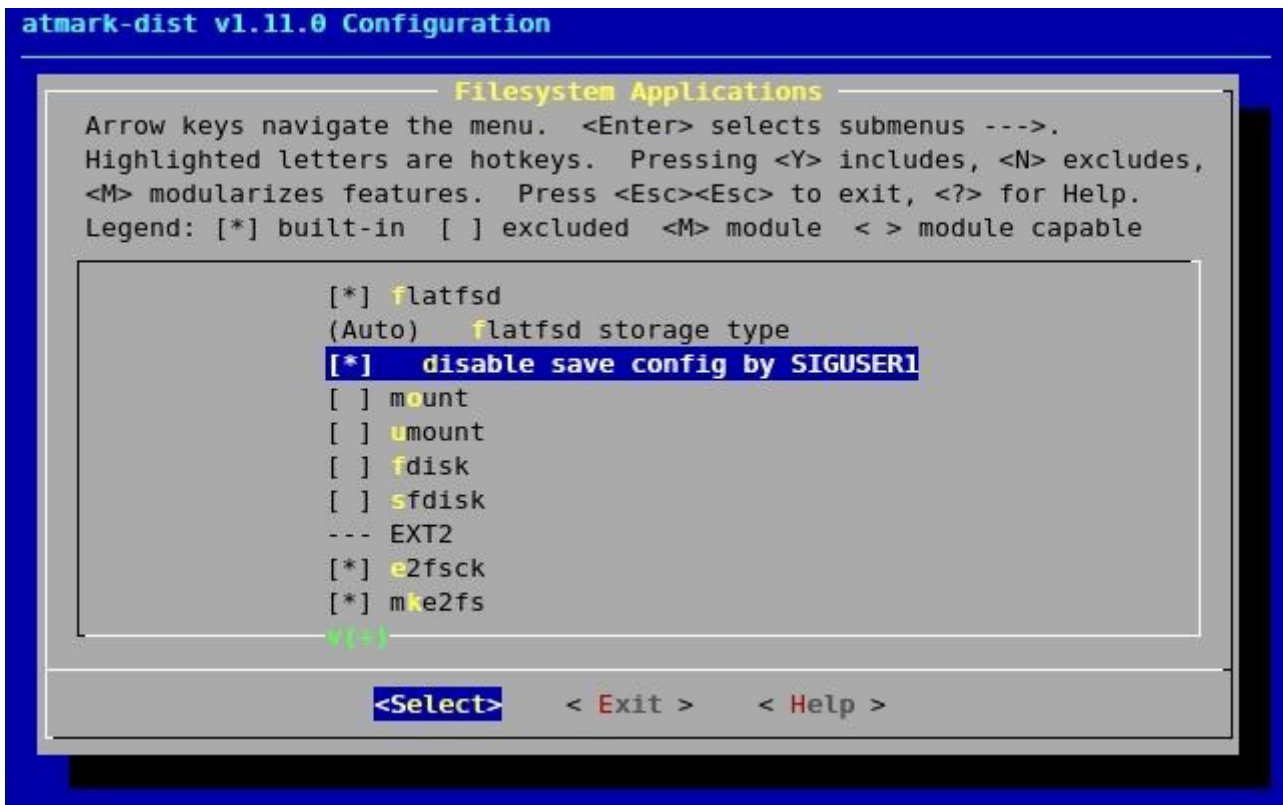 atmark-dist v1.11.0 Configuration
Filesystem Applications
Arrow keys navigate the menu.  <Enter> selects submenus --->.
Highlighted letters are hotkeys.  Pressing <Y> includes, <N> excludes,
<M> modularizes features.  Press <Esc><Esc> to exit, <?> for Help.
Legend: [*] built-in  [ ] excluded  <M> module  < > module capable
[*] flatfsd
(Auto)   flatfsd storage type
[*]   disable save config by SIGUSER1
[ ] mount
[ ] umount
[ ] fdisk
[ ] sfdisk
--- EXT2
[*] e2fsck
[*] mke2fs
v(+)
<Select>    < Exit >    < Help >